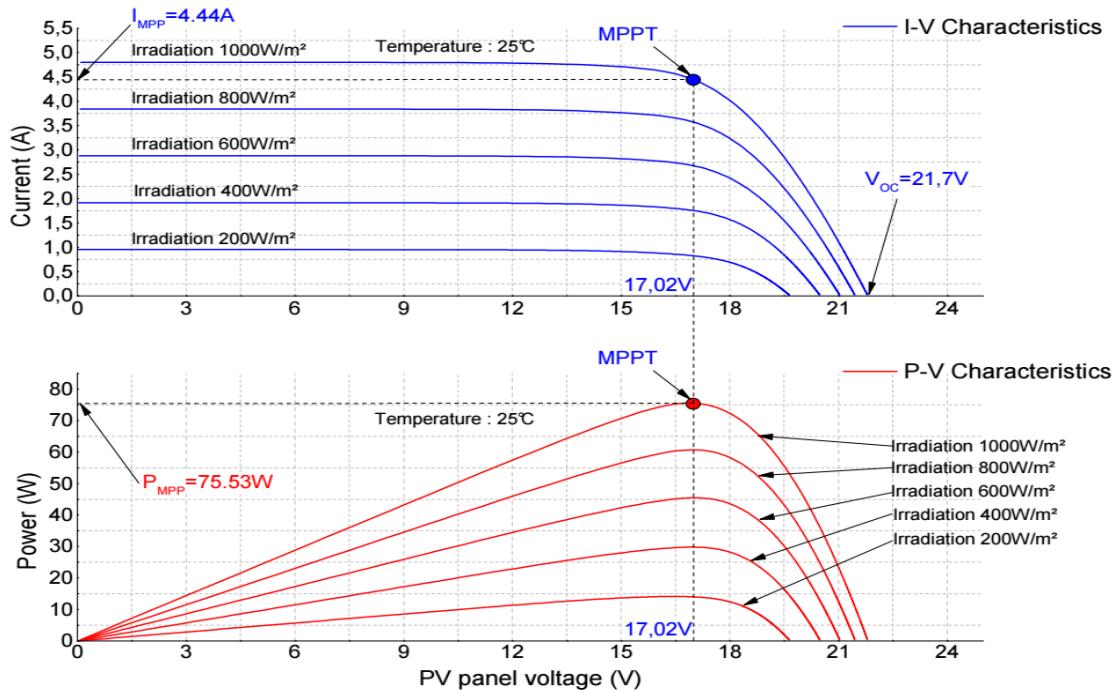 I_MPP=4.44A
I-V Characteristics
5,5
5,0
4,5
4,0
3,5
3,0
2,5
2,0
1,5
1,0
0,5
0,0
Current (A)
Irradiation 1000W/m²
Temperature : 25℃
MPPT
Irradiation 800W/m²
Irradiation 600W/m²
Irradiation 400W/m²
Irradiation 200W/m²
V_OC=21,7V
17,02V
0 3 6 9 12 15 18 21 24
MPPT
P-V Characteristics
80
70
60
50
40
30
20
10
0
Power (W)
Temperature : 25℃
P_MPP=75.53W
Irradiation 1000W/m²
Irradiation 800W/m²
Irradiation 600W/m²
Irradiation 400W/m²
Irradiation 200W/m²
17,02V
0 3 6 9 12 15 18 21 24
PV panel voltage (V)